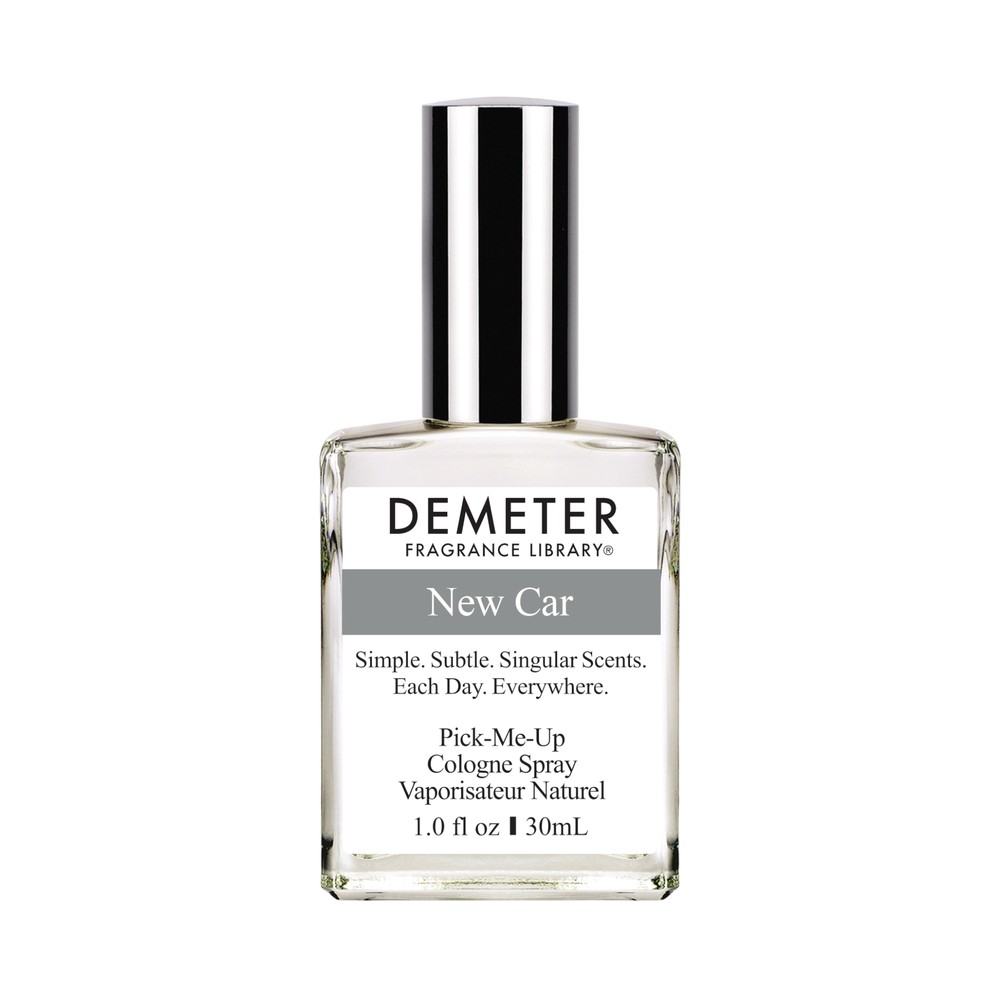 DEMETER
FRAGRANCE LIBRARY®
New Car
Simple. Subtle. Singular Scents.
Each Day. Everywhere.
Pick-Me-Up
Cologne Spray
Vaporisateur Naturel
1.0 fl oz ▌30mL